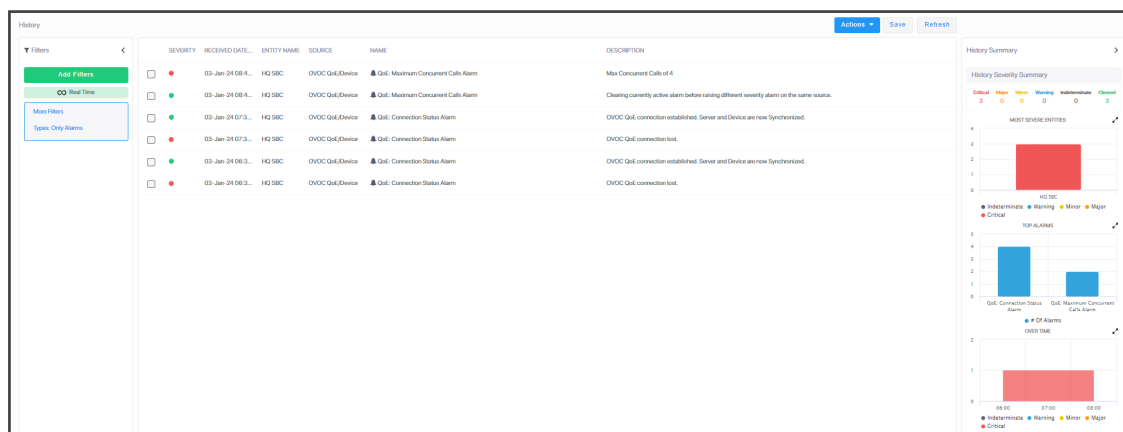 History
Actions
Save
Refresh
Filters
Add Filters
Real Time
More Filters
Types: Only Alarms
SEVERITY RECEIVED DATE... ENTITY NAME SOURCE NAME DESCRIPTION
03-Jan-24 08:4... HQ SBC OVOC QoE/Device QoE: Maximum Concurrent Calls Alarm Max Concurrent Calls of 4
03-Jan-24 08:4... HQ SBC OVOC QoE/Device QoE: Maximum Concurrent Calls Alarm Clearing currently active alarm before raising different severity alarm on the same source.
03-Jan-24 07:3... HQ SBC OVOC QoE/Device QoE: Connection Status Alarm OVOC QoE connection established. Server and Device are now Synchronized.
03-Jan-24 07:3... HQ SBC OVOC QoE/Device QoE: Connection Status Alarm OVOC QoE connection lost.
03-Jan-24 06:3... HQ SBC OVOC QoE/Device QoE: Connection Status Alarm OVOC QoE connection established. Server and Device are now Synchronized.
03-Jan-24 06:3... HQ SBC OVOC QoE/Device QoE: Connection Status Alarm OVOC QoE connection lost.
History Summary
History Severity Summary
Critical Major Minor Warning Indeterminate Cleared
3 0 0 0 0 3
MOST SEVERE ENTITIES
4
3
2
1
0
HQ SBC
Indeterminate Warning Minor Major
Critical
TOP ALARMS
5
4
3
2
1
0
QoE: Connection Status QoE: Maximum Concurrent
Alarm Calls Alarm
# Of Alarms
OVER TIME
2
1
0
06:00 07:00 08:00
Indeterminate Warning Minor Major
Critical